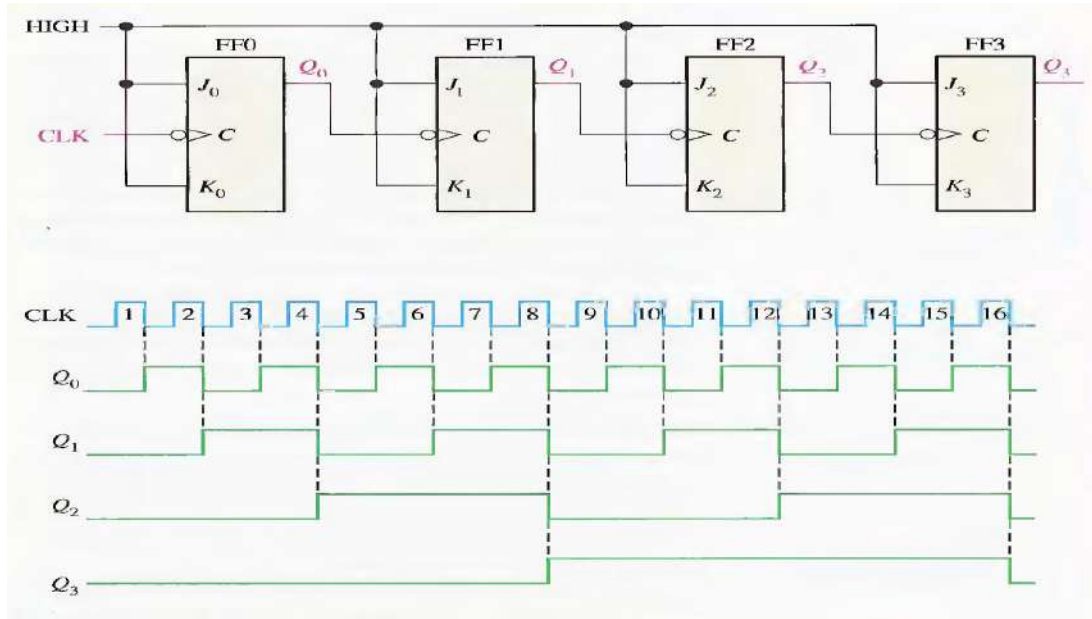 HIGH
FF0 FF1 FF2 FF3
Q0 Q1 Q2 Q3
J0 J1 J2 J3
CLK C C C C
K0 K1 K2 K3
CLK 1 2 3 4 5 6 7 8 9 10 11 12 13 14 15 16
Q0
Q1
Q2
Q3